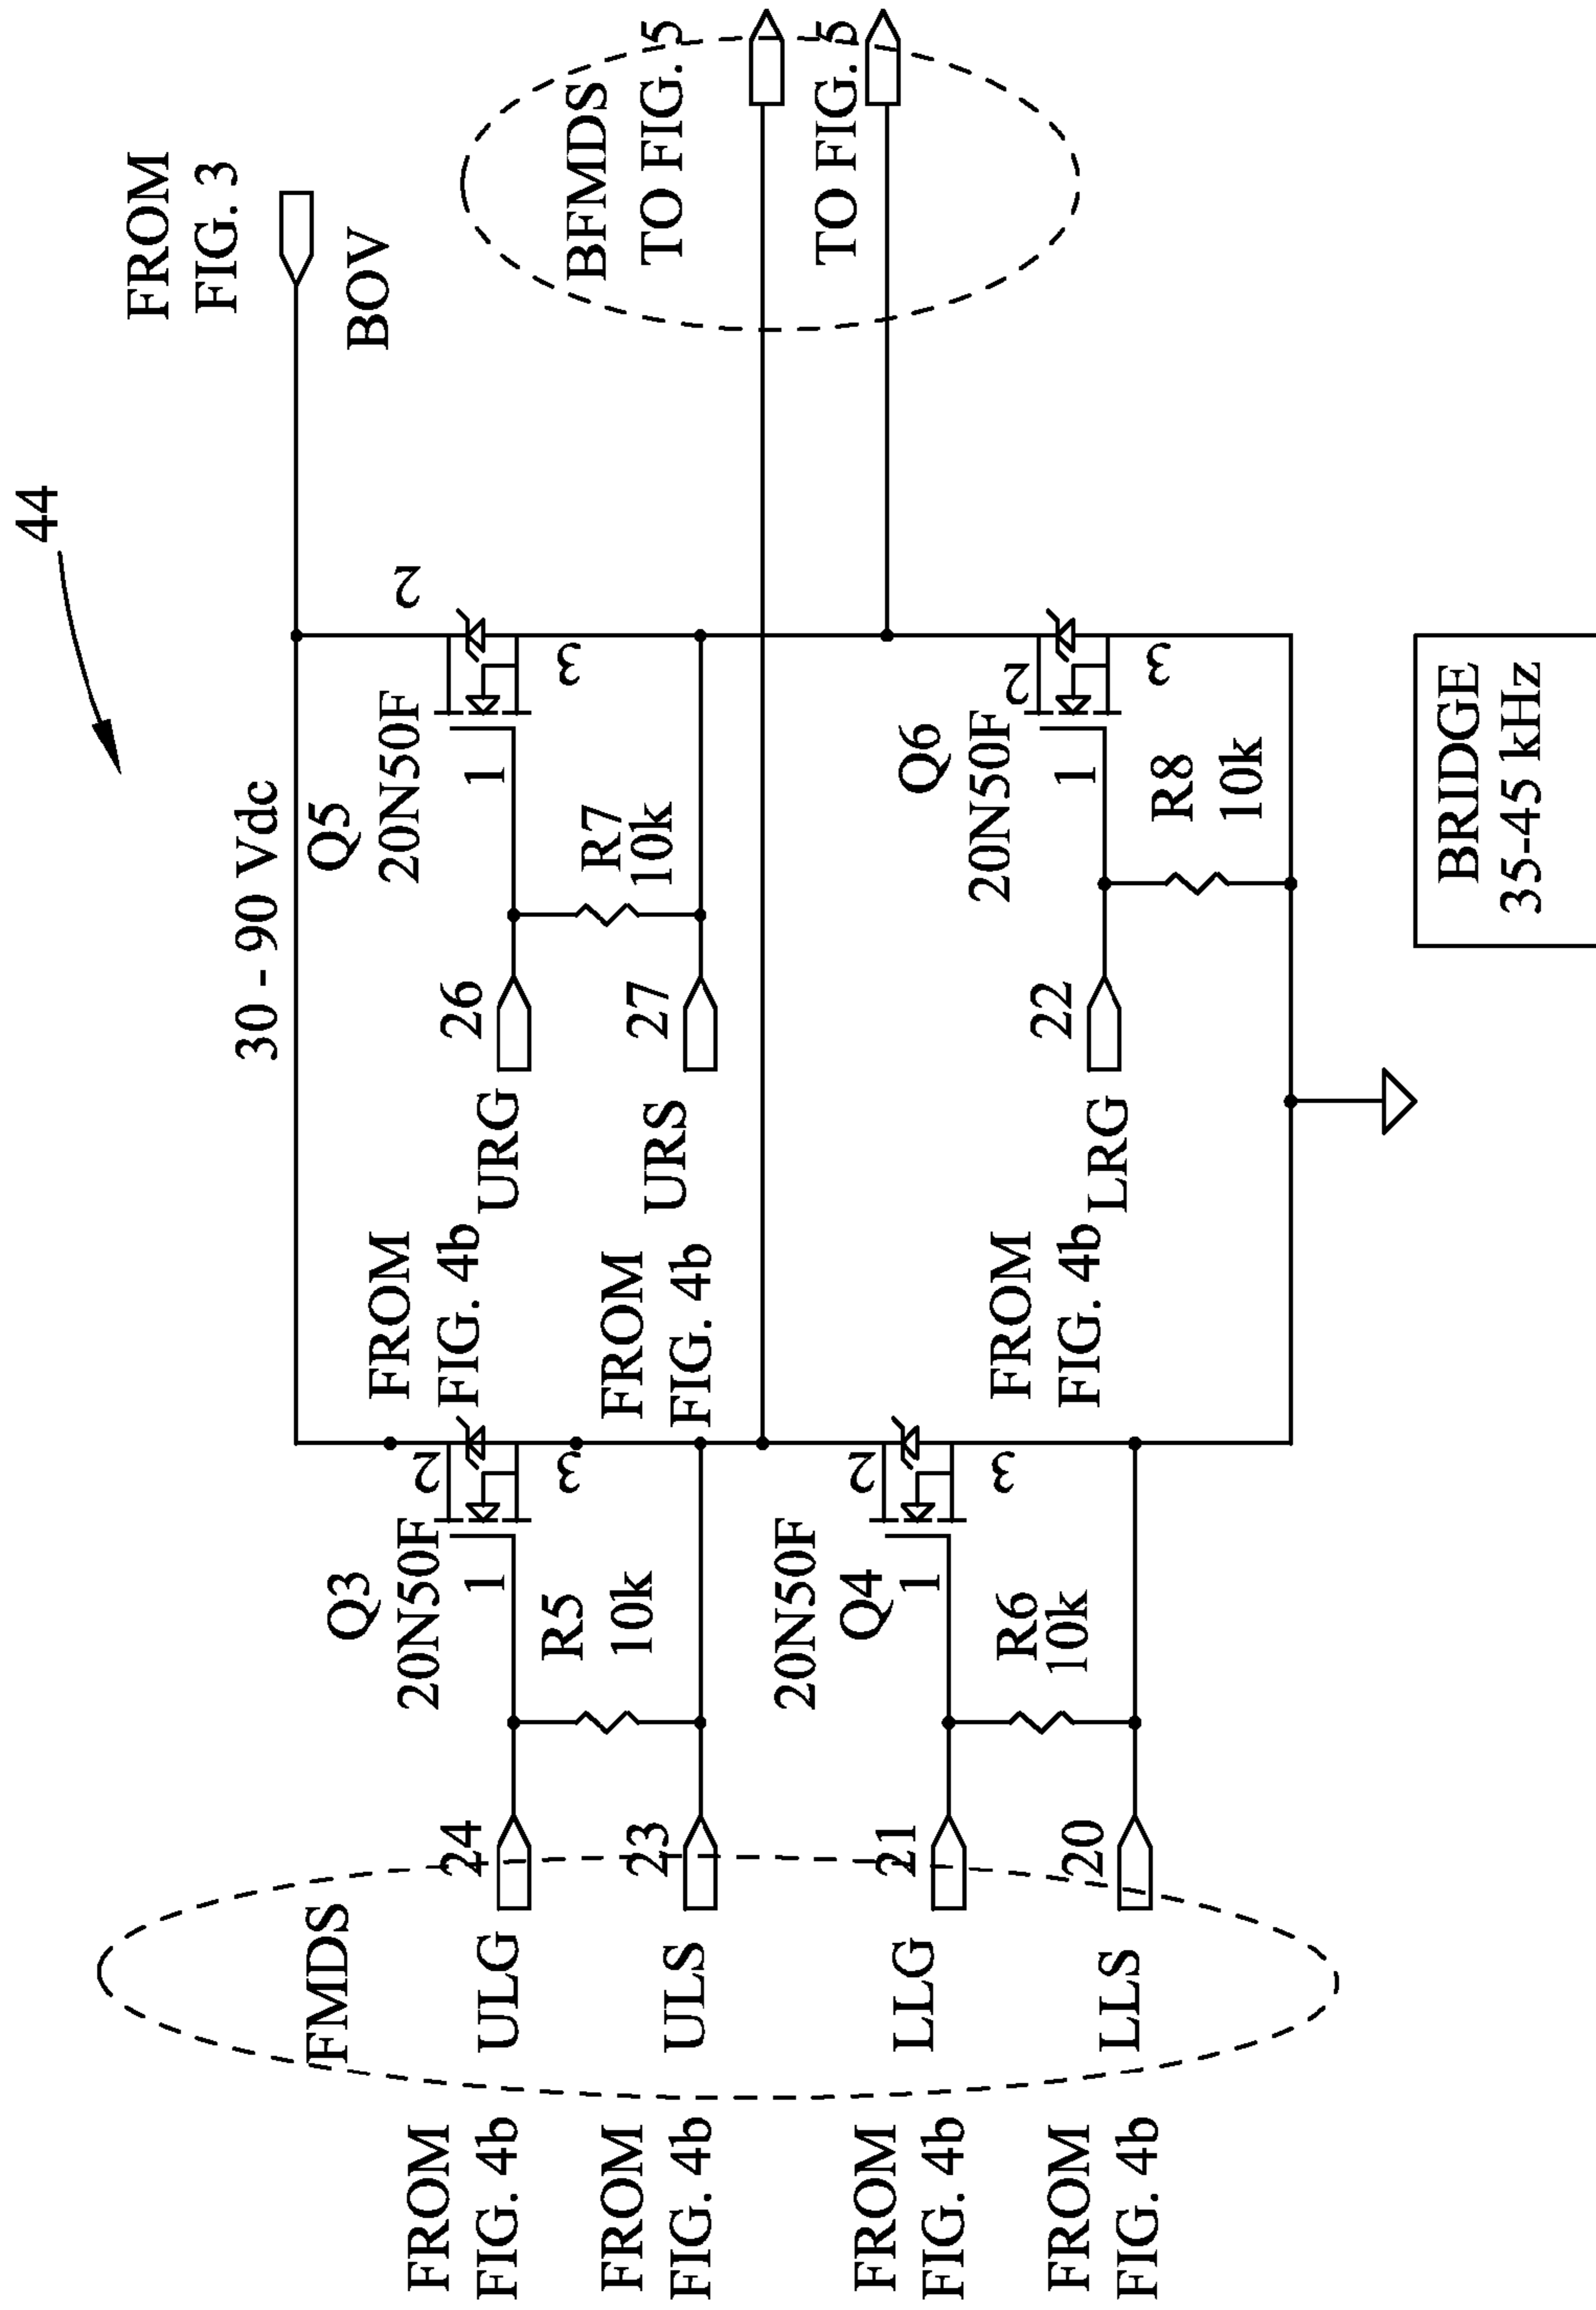 44
FROM
FIG. 3
BOV
30 - 90 Vdc
BFMDS
TO FIG. 5
TO FIG. 5
Q5
20N50F
2
1
3
R7
10k
26
URG
FROM
FIG. 4b
27
URS
FROM
FIG. 4b
Q6
20N50F
2
1
3
R8
10k
22
LRG
FROM
FIG. 4b
Q3
20N50F
2
1
3
R5
10k
FMDS
24
ULG
FROM
FIG. 4b
23
ULS
FROM
FIG. 4b
20N50F
Q4
2
1
3
R6
10k
21
LLG
FROM
FIG. 4b
20
LLS
FROM
FIG. 4b
BRIDGE
35-45 kHz